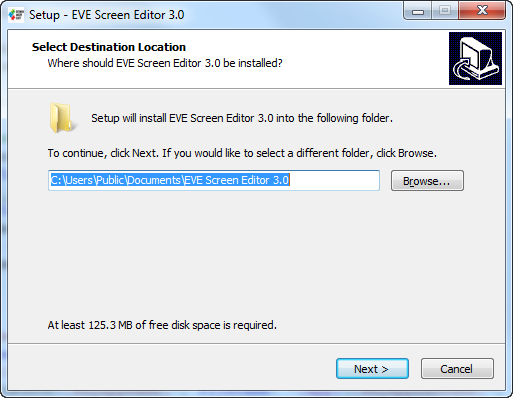 Setup - EVE Screen Editor 3.0
Select Destination Location
Where should EVE Screen Editor 3.0 be installed?
Setup will install EVE Screen Editor 3.0 into the following folder.
To continue, click Next. If you would like to select a different folder, click Browse.
C:\Users\Public\Documents\EVE Screen Editor 3.0
Browse...
At least 125.3 MB of free disk space is required.
Next >
Cancel